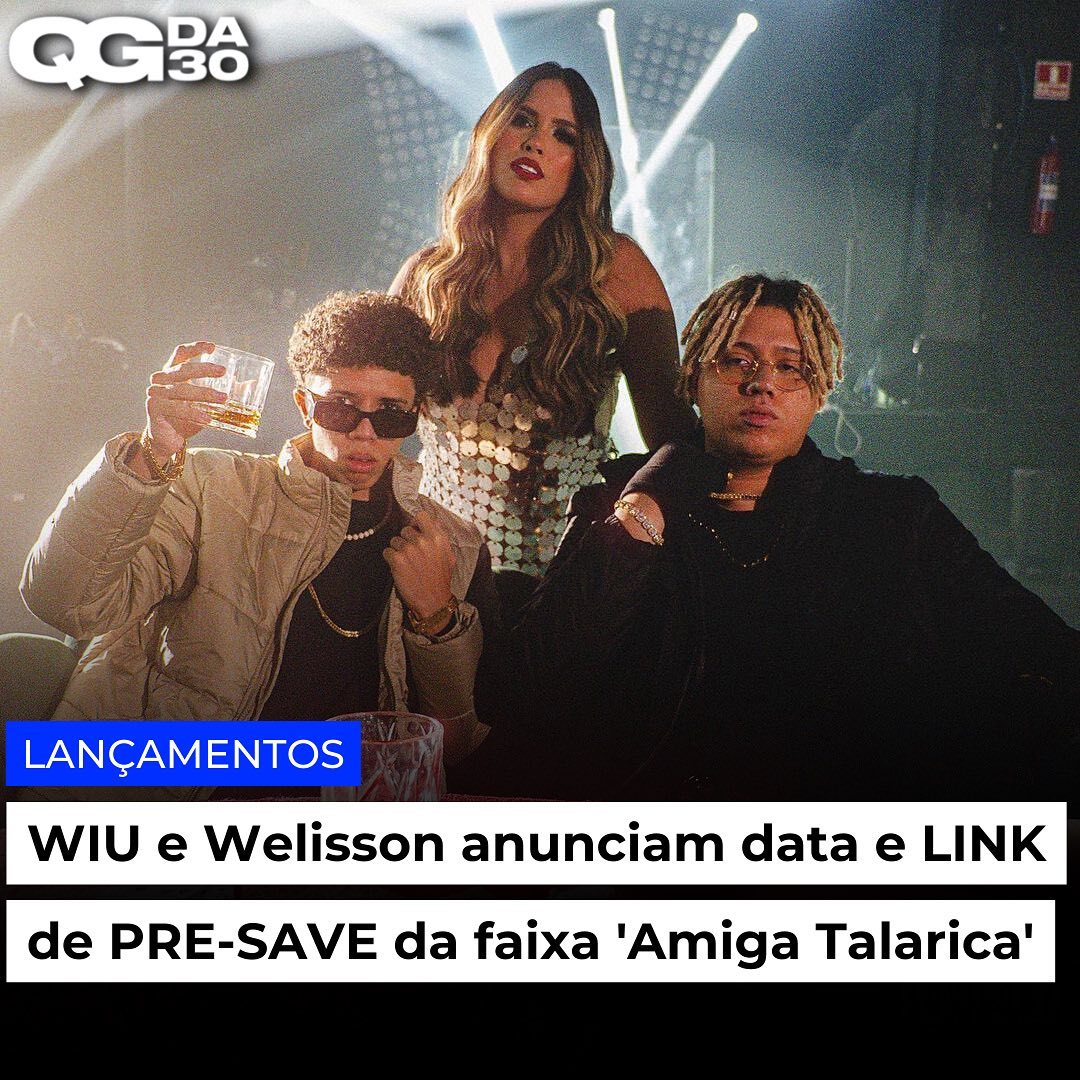 QG DA
30
LANÇAMENTOS
WIU e Welisson anunciam data e LINK
de PRE-SAVE da faixa 'Amiga Talarica'